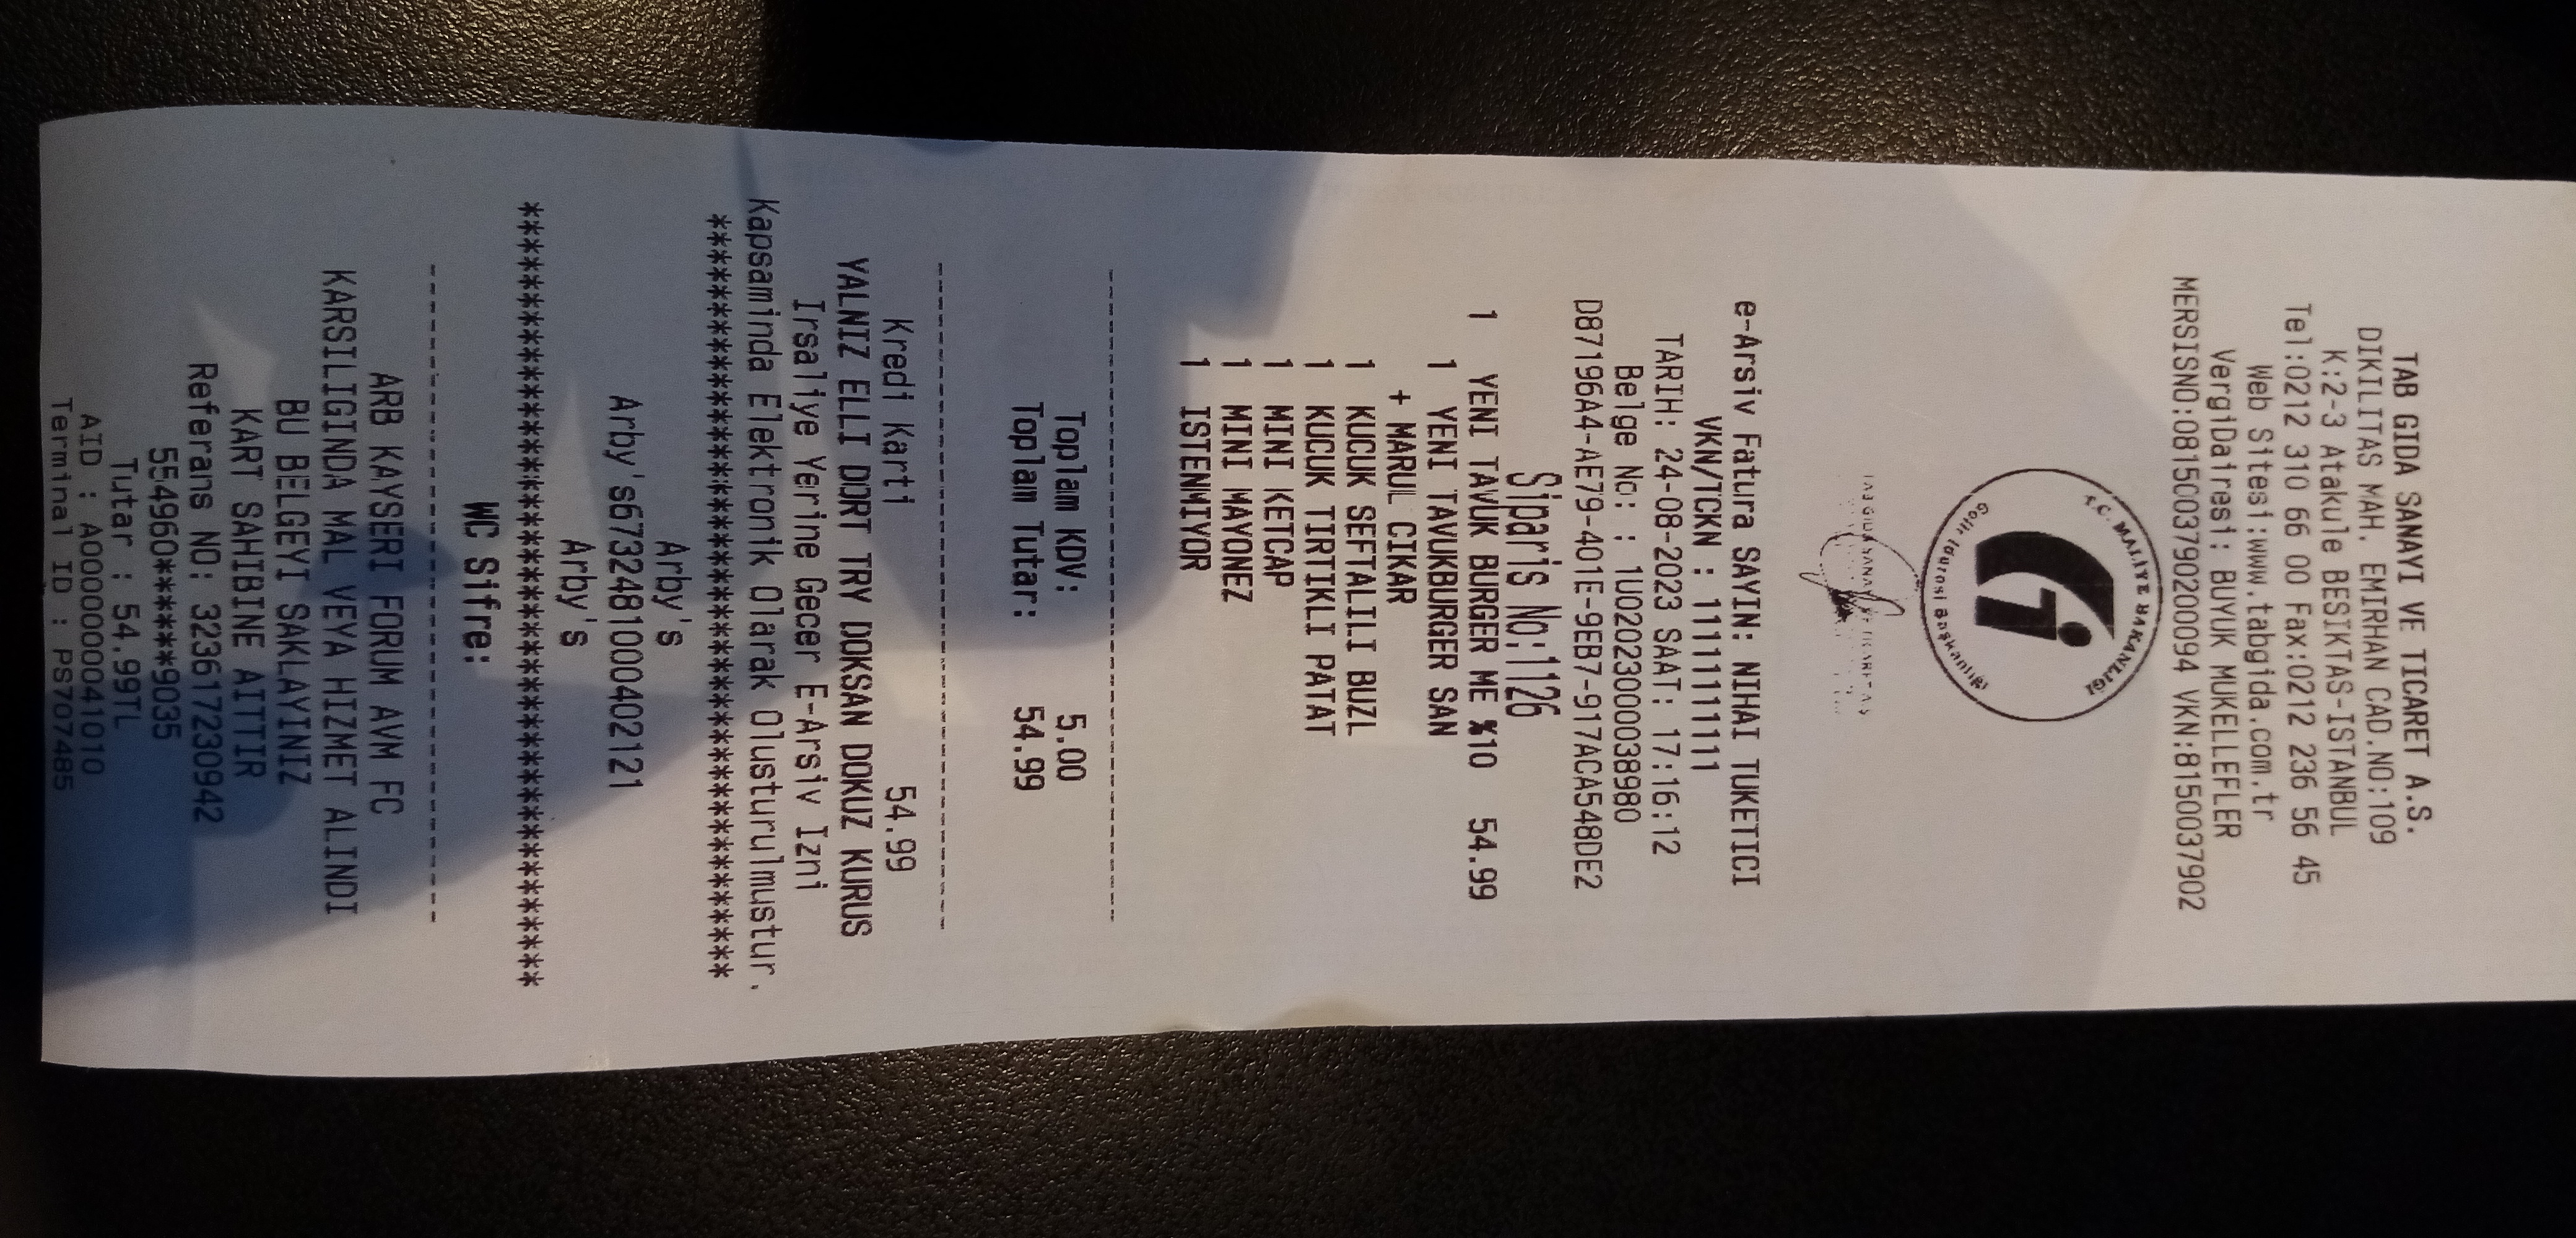 TAB GIDA SANAYI VE TICARET A.S.
DIKILITAS MAH. EMIRHAN CAD.NO:109
K:2-3 Atakule BESIKTAS-ISTANBUL
Tel:0212 310 66 00 Fax:0212 236 56 45
Web Sitesi:www.tabgida.com.tr
VergiDairesi: BUYUK MUKELLEFLER
MERSISNO:0815003790200094 VKN:8150037902
T.C. MALIYE BAKANLIGI
Gelir İdaresi Başkanlığı
e-Arsiv Fatura SAYIN: NIHAI TUKETICI
VKN/TCKN : 11111111111
TARIH: 24-08-2023 SAAT: 17:16:12
Belge No: : 1U02023000038980
D87196A4-AE79-401E-9EB7-917ACA548DE2
Siparis No:1126
1 YENI TAVUK BURGER ME %10 54.99
1 YENI TAVUKBURGER SAN
+ MARUL CIKAR
1 KUCUK SEFTALILI BUZL
1 KUCUK TIRTIKLI PATAT
1 MINI KETCAP
1 MINI MAYONEZ
1 ISTENMIYOR
Toplam KDV: 5.00
Toplam Tutar: 54.99
Kredi Karti 54.99
YALNIZ ELLI DORT TRY DOKSAN DOKUZ KURUS
Irsaliye Yerine Gecer E-Arsiv Izni
Kapsaminda Elektronik Olarak Olusturulmustur.
Arby's
Arby's6732481000402121
Arby's
WC Sifre:
ARB KAYSERI FORUM AVM FC
KARSILIGINDA MAL VEYA HIZMET ALINDI
BU BELGEYI SAKLAYINIZ
KART SAHIBINE AITTIR
Referans NO: 323617230942
554960******9035
Tutar : 54.99TL
AID : A0000000041010
Terminal ID : PS707485